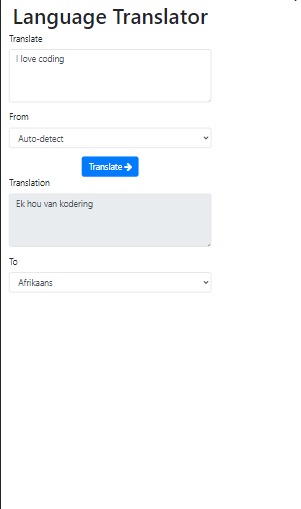 Language Translator
Translate
I love coding
From
Auto-detect
Translate
Translation
Ek hou van kodering
To
Afrikaans